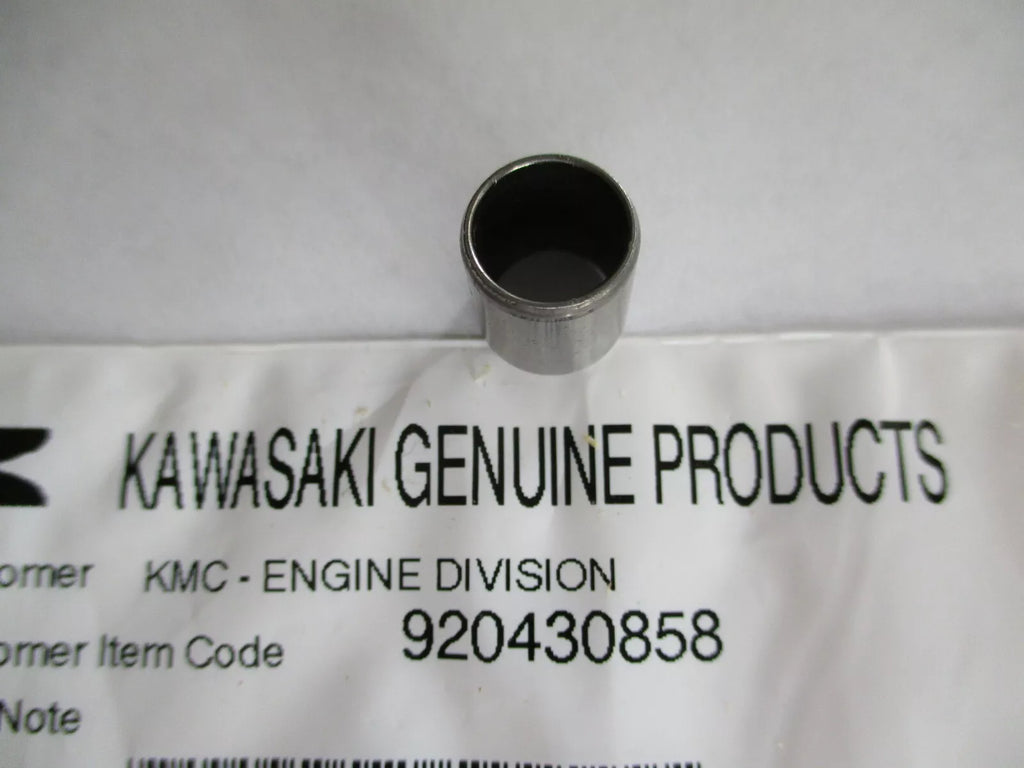 KAWASAKI GENUINE PRODUCTS
omer KMC - ENGINE DIVISION
omer Item Code 920430858
Note